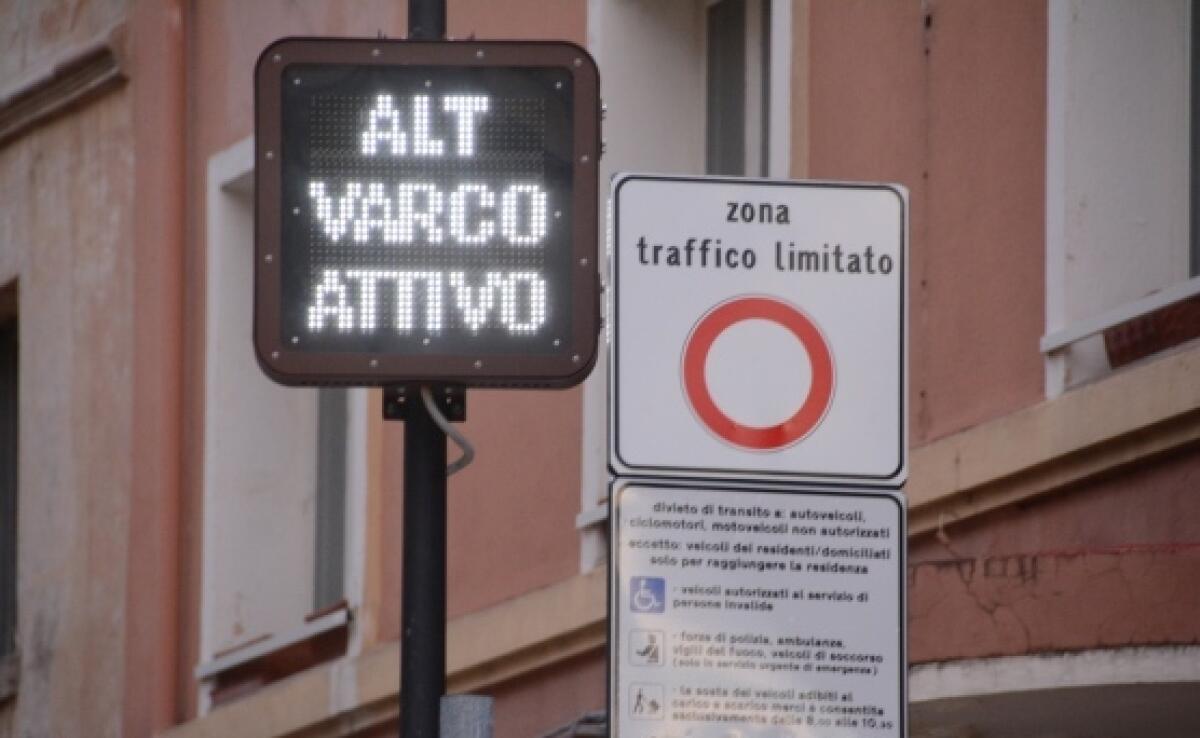 ALT
VARCO
ATTIVO
zona
traffico limitato
divieto di transito a: autoveicoli,
ciclomotori, motoveicoli non autorizzati
eccetto: veicoli dei residenti/domiciliati
solo per raggiungere la residenza
- veicoli autorizzati al servizio di
persone invalide
- forze di polizia, ambulanze,
vigili del fuoco, veicoli di soccorso
(solo in servizio urgente di emergenza)
- la sosta dei veicoli adibiti al
carico e scarico merci è consentita
esclusivamente dalle 8,00 alle 10,30